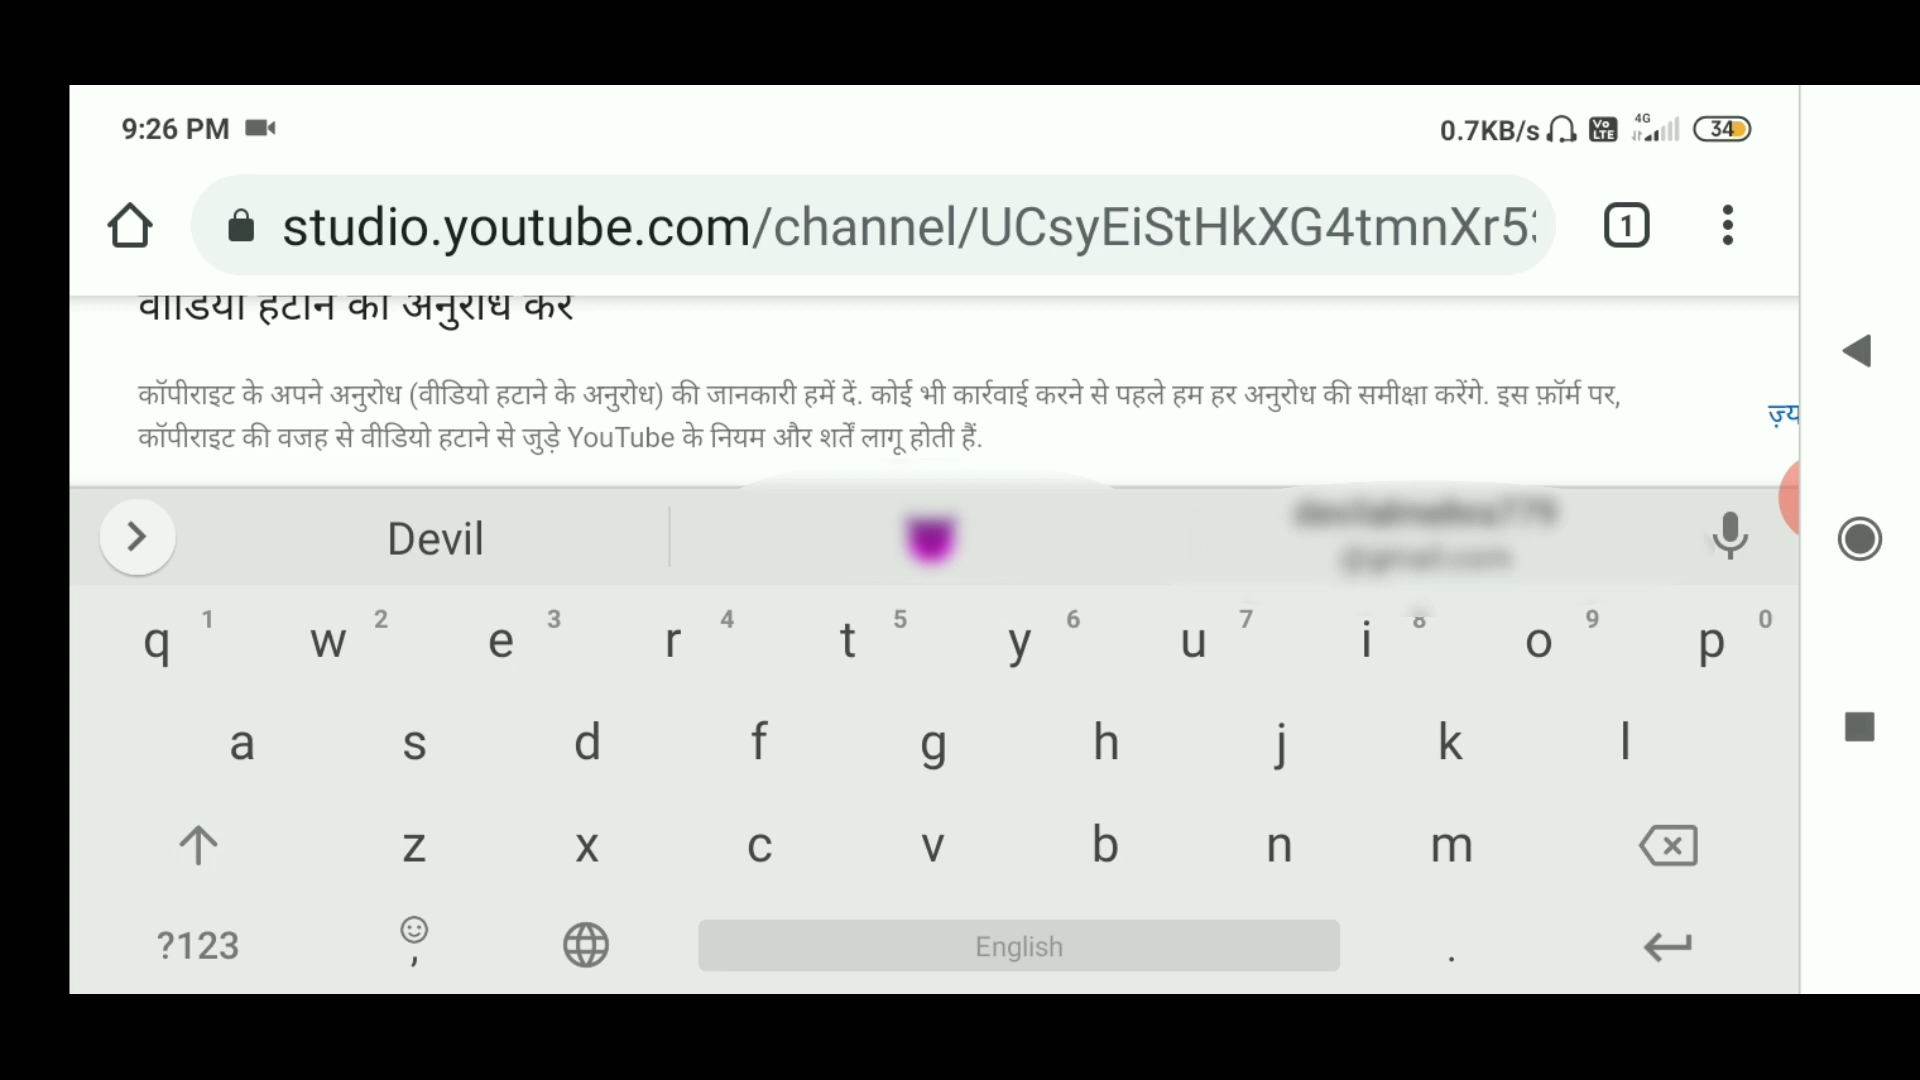 9:26 PM
0.7KB/s
Vo LTE
4G
34
studio.youtube.com/channel/UCsyEiStHkXG4tmnXr5
1
वीडियो हटाने का अनुरोध करें
कॉपीराइट के अपने अनुरोध (वीडियो हटाने के अनुरोध) की जानकारी हमें दें. कोई भी कार्रवाई करने से पहले हम हर अनुरोध की समीक्षा करेंगे. इस फ़ॉर्म पर,
कॉपीराइट की वजह से वीडियो हटाने से जुड़े YouTube के नियम और शर्तें लागू होती हैं.
ज़्य
Devil
q 1 w 2 e 3 r 4 t 5 y 6 u 7 i 8 o 9 p 0
a s d f g h j k l
z x c v b n m
?123 , English .